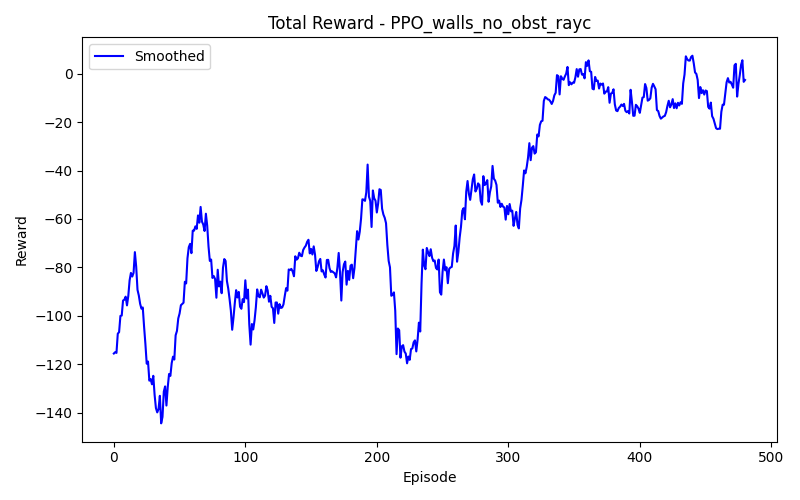 Total Reward - PPO_walls_no_obst_rayc
Smoothed
Reward
0
−20
−40
−60
−80
−100
−120
−140
0 100 200 300 400 500
Episode